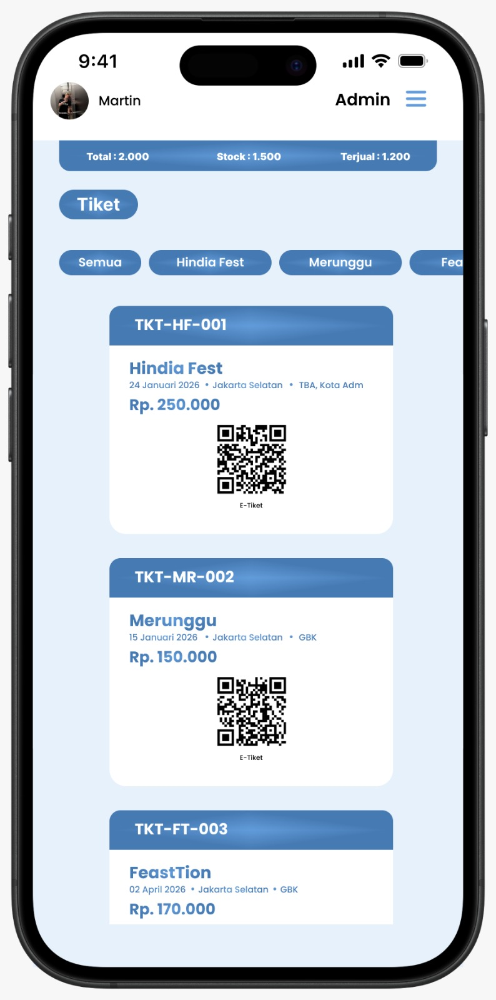 9:41
Martin
Admin
Total : 2.000 Stock : 1.500 Terjual : 1.200
Tiket
Semua Hindia Fest Merunggu Fea
TKT-HF-001
Hindia Fest
24 Januari 2026 • Jakarta Selatan • TBA, Kota Adm
Rp. 250.000
E-Tiket
TKT-MR-002
Merunggu
15 Januari 2026 • Jakarta Selatan • GBK
Rp. 150.000
E-Tiket
TKT-FT-003
FeastTion
02 April 2026 • Jakarta Selatan • GBK
Rp. 170.000